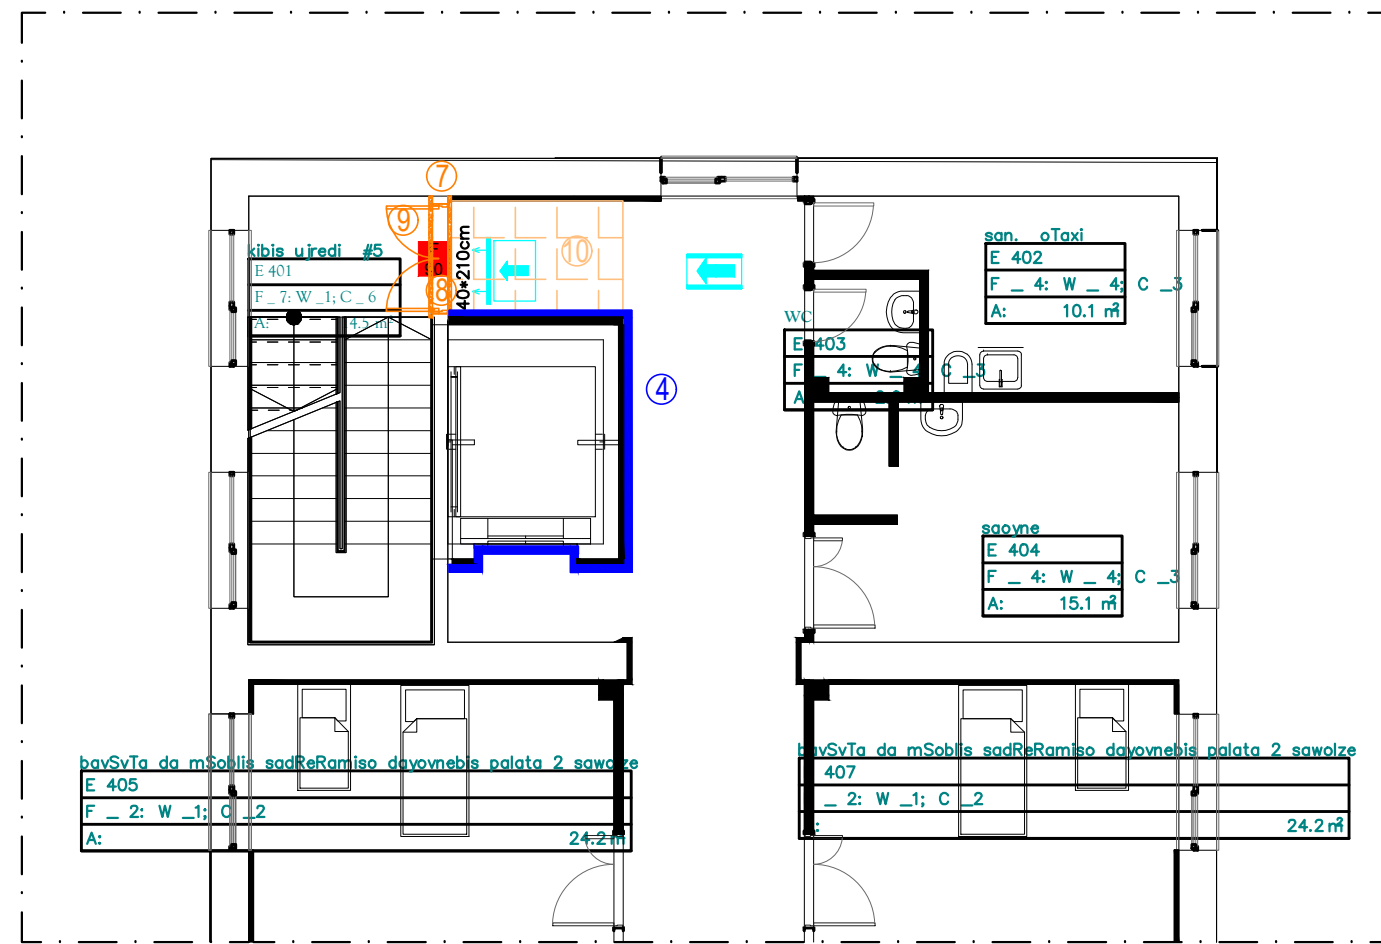 7
9
10
8
40*210cm
90
kibis ujredi #5
E 401
F _ 7: W _1; C _ 6
A: 14.5 m²
san. oTaxi
E 402
F _ 4: W _ 4; C _3
A: 10.1 m²
WC
E 403
F _ 4: W _ 4; C _3
A
4
saoyne
E 404
F _ 4: W _ 4; C _3
A: 15.1 m²
bavSvTa da mSoblis sadReRamiso dayovnebis palata 2 sawolze
E 405
F _ 2: W _1; C _2
A: 24.2 m²
bavSvTa da mSoblis sadReRamiso dayovnebis palata 2 sawolze
407
_ 2: W _1; C _2
: 24.2 m²